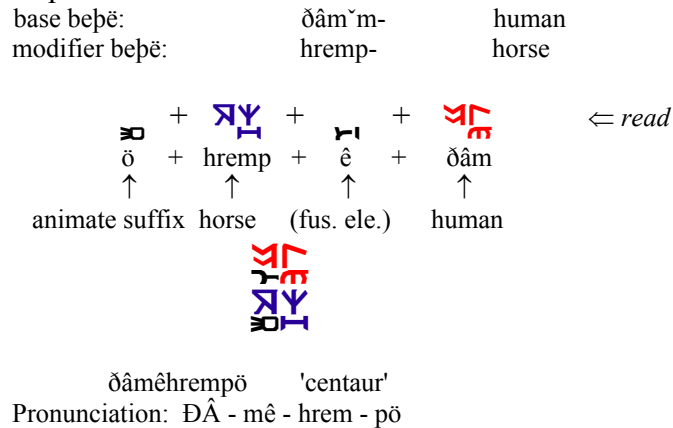 base beþë: ðâmˇm- human
modifier beþë: hremp- horse
+ + + ⇐ read
ö + hremp + ê + ðâm
↑ ↑ ↑ ↑
animate suffix horse (fus. ele.) human
ðâmêhrempö 'centaur'
Pronunciation: ÐÂ - mê - hrem - pö